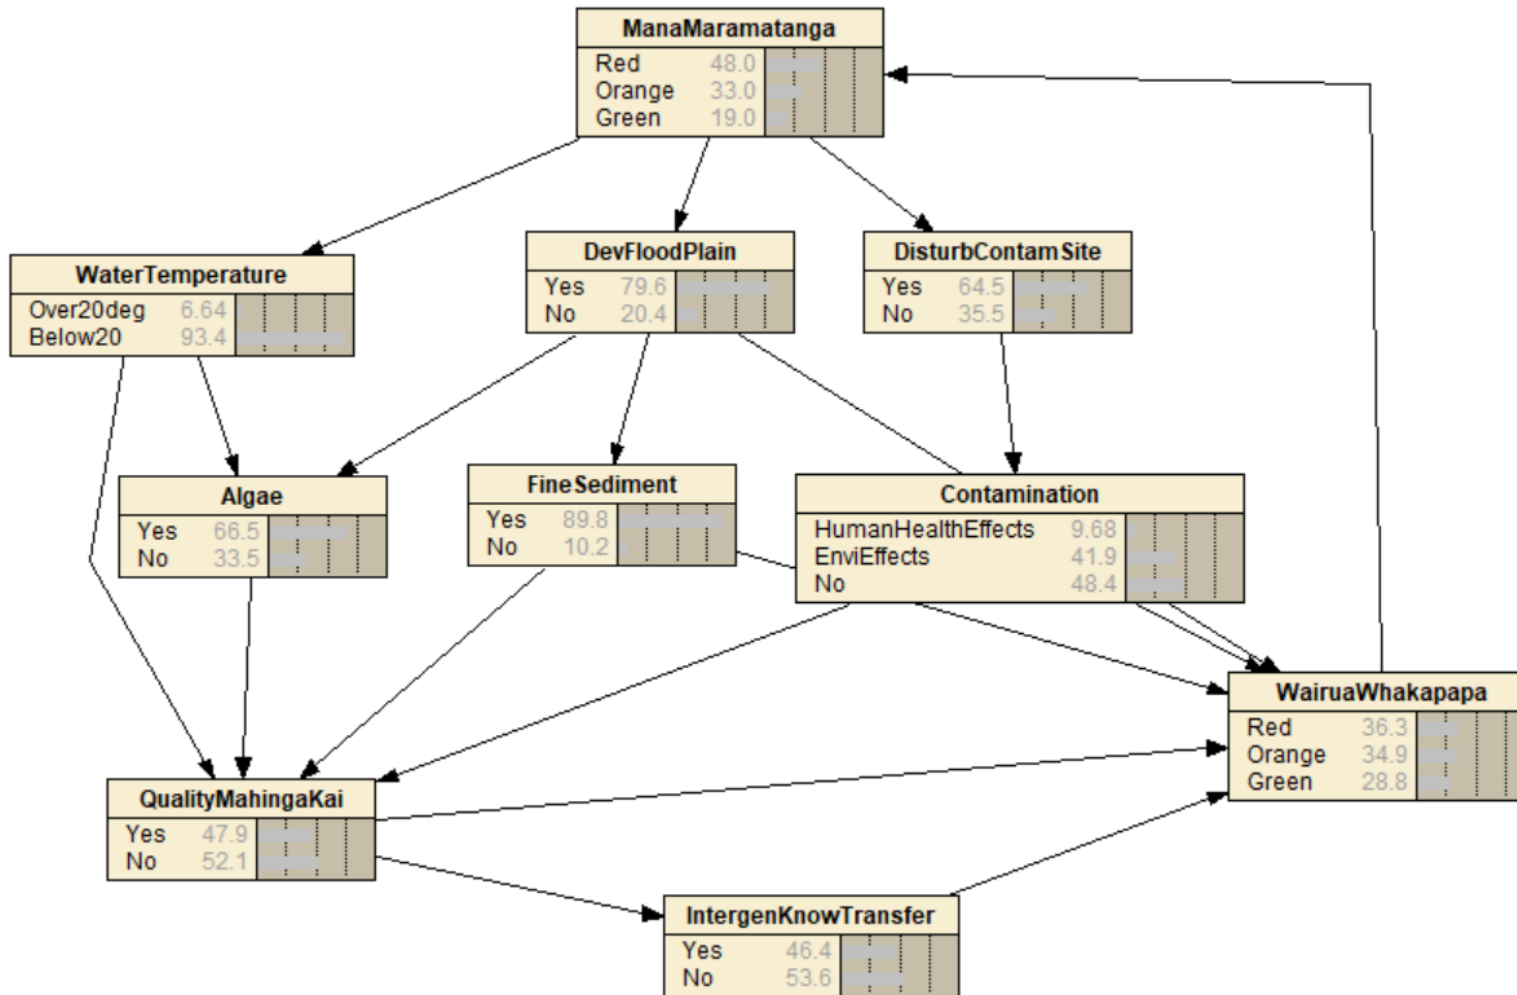 ManaMaramatanga
Red 48.0
Orange 33.0
Green 19.0
WaterTemperature
Over20deg 6.64
Below20 93.4
DevFloodPlain
Yes 79.6
No 20.4
DisturbContamSite
Yes 64.5
No 35.5
Algae
Yes 66.5
No 33.5
FineSediment
Yes 89.8
No 10.2
Contamination
HumanHealthEffects 9.68
EnviEffects 41.9
No 48.4
WairuaWhakapapa
Red 36.3
Orange 34.9
Green 28.8
QualityMahingaKai
Yes 47.9
No 52.1
IntergenKnowTransfer
Yes 46.4
No 53.6